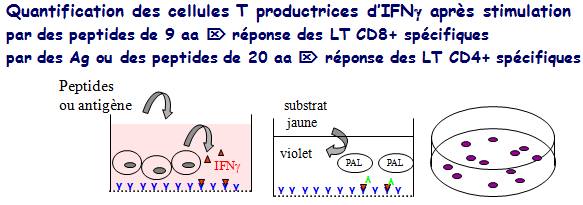 Quantification des cellules T productrices d'IFNγ après stimulation
par des peptides de 9 aa ⌦ réponse des LT CD8+ spécifiques
par des Ag ou des peptides de 20 aa ⌦ réponse des LT CD4+ spécifiques
Peptides
ou antigène
IFNγ
substrat
jaune
violet
PAL PAL